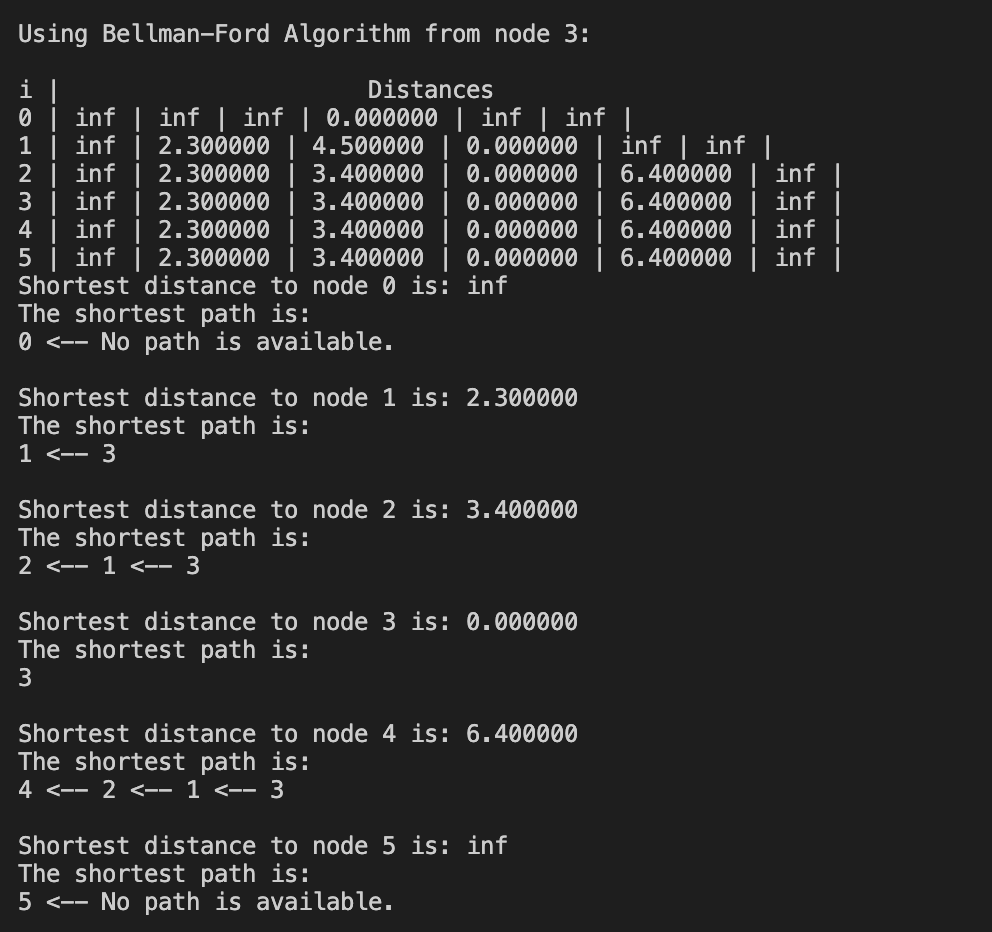 Using Bellman-Ford Algorithm from node 3:
i | Distances
0 | inf | inf | inf | 0.000000 | inf | inf |
1 | inf | 2.300000 | 4.500000 | 0.000000 | inf | inf |
2 | inf | 2.300000 | 3.400000 | 0.000000 | 6.400000 | inf |
3 | inf | 2.300000 | 3.400000 | 0.000000 | 6.400000 | inf |
4 | inf | 2.300000 | 3.400000 | 0.000000 | 6.400000 | inf |
5 | inf | 2.300000 | 3.400000 | 0.000000 | 6.400000 | inf |
Shortest distance to node 0 is: inf
The shortest path is:
0 <-- No path is available.
Shortest distance to node 1 is: 2.300000
The shortest path is:
1 <-- 3
Shortest distance to node 2 is: 3.400000
The shortest path is:
2 <-- 1 <-- 3
Shortest distance to node 3 is: 0.000000
The shortest path is:
3
Shortest distance to node 4 is: 6.400000
The shortest path is:
4 <-- 2 <-- 1 <-- 3
Shortest distance to node 5 is: inf
The shortest path is:
5 <-- No path is available.